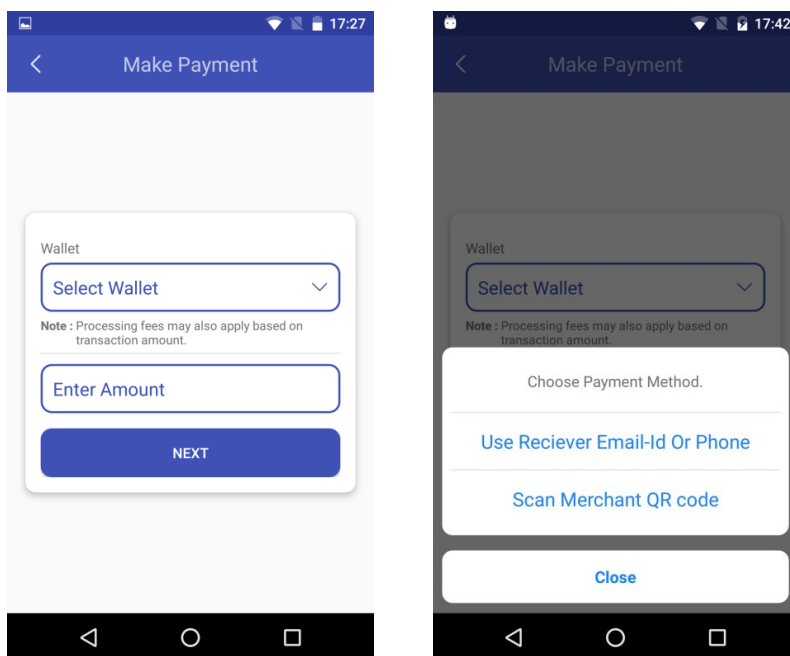 17:27
Make Payment
Wallet
Select Wallet
Note : Processing fees may also apply based on
transaction amount.
Enter Amount
NEXT
17:42
Make Payment
Wallet
Select Wallet
Note : Processing fees may also apply based on
transaction amount.
Choose Payment Method.
Use Reciever Email-Id Or Phone
Scan Merchant QR code
Close